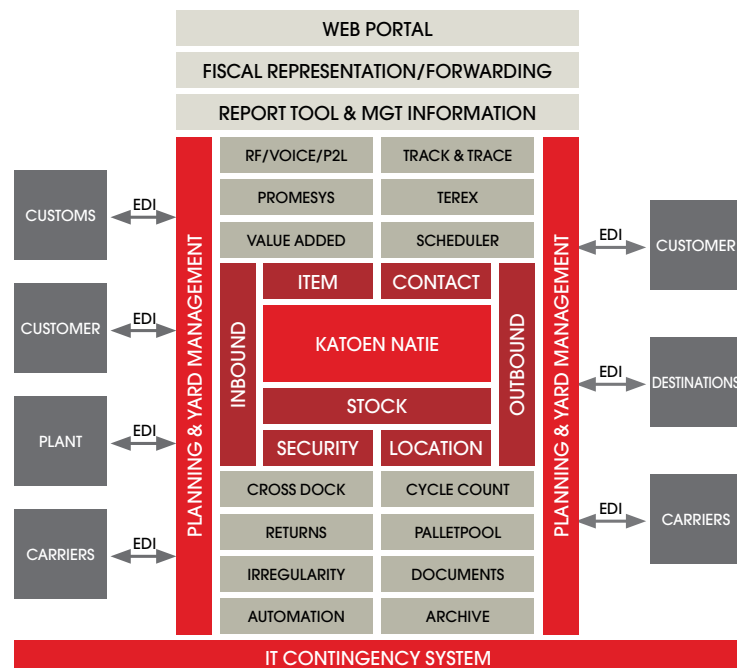 WEB PORTAL
FISCAL REPRESENTATION/FORWARDING
REPORT TOOL & MGT INFORMATION
CUSTOMS
EDI
CUSTOMER
EDI
PLANT
EDI
CARRIERS
EDI
PLANNING & YARD MANAGEMENT
RF/VOICE/P2L
TRACK & TRACE
PROMESYS
TEREX
VALUE ADDED
SCHEDULER
INBOUND
ITEM
CONTACT
KATOEN NATIE
STOCK
SECURITY
LOCATION
OUTBOUND
CROSS DOCK
CYCLE COUNT
RETURNS
PALLETPOOL
IRREGULARITY
DOCUMENTS
AUTOMATION
ARCHIVE
PLANNING & YARD MANAGEMENT
EDI
CUSTOMER
EDI
DESTINATIONS
EDI
CARRIERS
IT CONTINGENCY SYSTEM